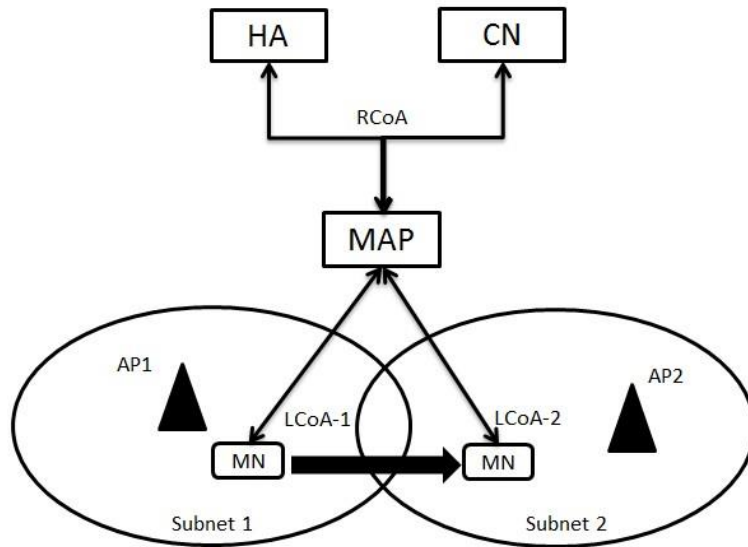 HA
CN
RCoA
MAP
AP1
AP2
LCoA-1
LCoA-2
MN
MN
Subnet 1
Subnet 2